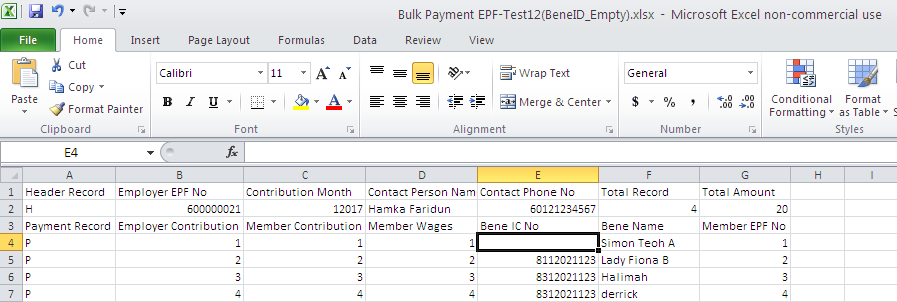 Bulk Payment EPF-Test12(BeneID_Empty).xlsx - Microsoft Excel non-commercial use
File Home Insert Page Layout Formulas Data Review View
Cut
Copy
Format Painter
Paste
Clipboard
Calibri 11 A A
B I U A
Font
Wrap Text
Merge & Center
Alignment
General
$ % , .0 .00 .00 .0
Number
Conditional Formatting
Format as Table
Styles
E4 fx
A B C D E F G H I
1 Header Record Employer EPF No Contribution Month Contact Person Nam Contact Phone No Total Record Total Amount
2 H 600000021 12017 Hamka Faridun 60121234567 4 20
3 Payment Record Employer Contribution Member Contribution Member Wages Bene IC No Bene Name Member EPF No
4 P 1 1 1 Simon Teoh A 1
5 P 2 2 2 8112021123 Lady Fiona B 2
6 P 3 3 3 8312021123 Halimah 3
7 P 4 4 4 8312021123 derrick 4